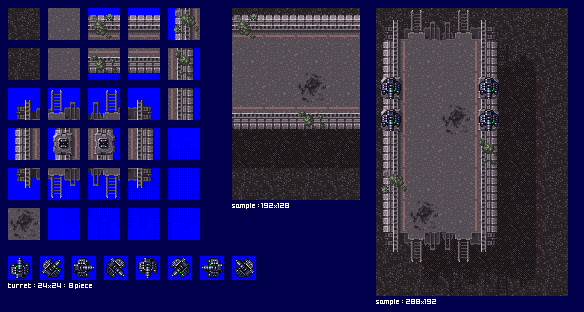 sample : 192x128
turret : 24x24 : 8piece
sample : 288x192